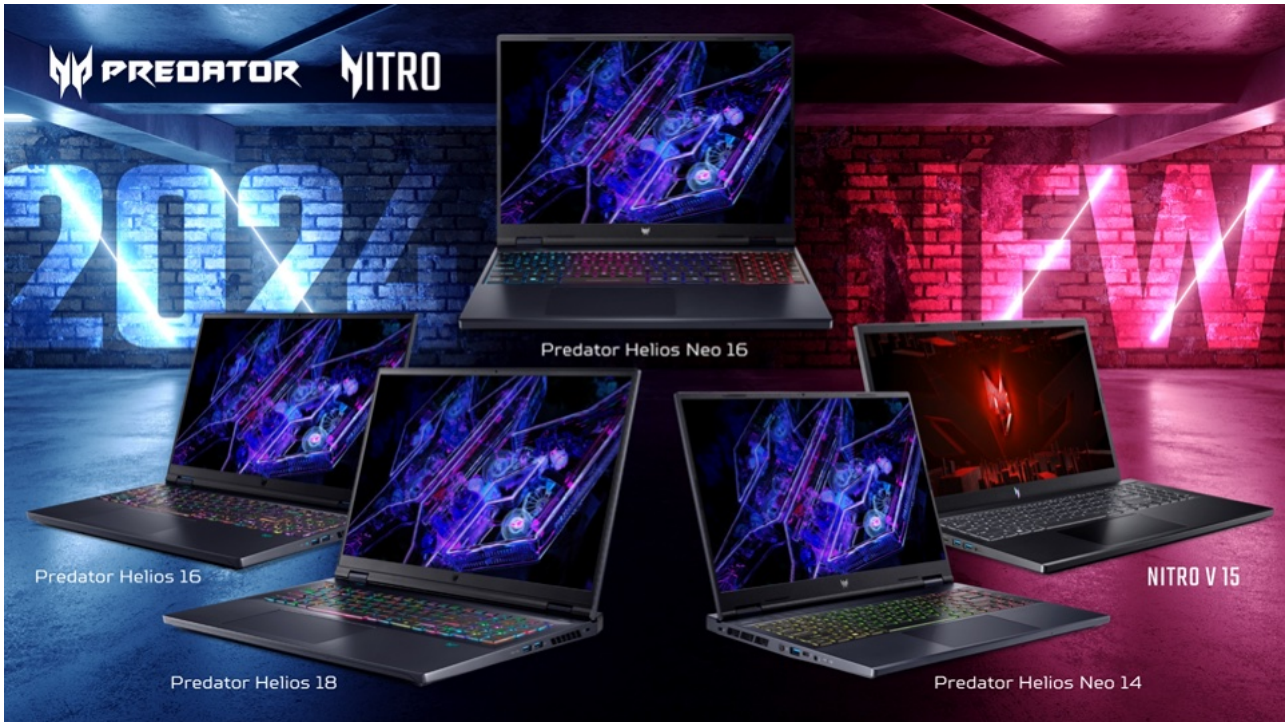 PREDATOR NITRO
2024 NEW
Predator Helios Neo 16
Predator Helios 16
NITRO V 15
Predator Helios 18
Predator Helios Neo 14